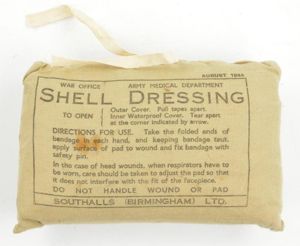 AUGUST
WAR OFFICE ARMY MEDICAL DEPARTMENT
SHELL DRESSING
TO OPEN
Outer Cover. Pull tapes apart.
Inner Waterproof Cover. Tear apart
at the corner indicated by arrow.
DIRECTIONS FOR USE. Take the folded ends of
bandage in each hand, and keeping bandage taut,
apply surface of pad to wound and fix bandage with
safety pin.
In the case of head wounds, when respirators have to
be worn, care should be taken to adjust the pad so that
it does not interfere with the fit of the facepiece.
DO NOT HANDLE WOUND OR PAD
SOUTHALLS (BIRMINGHAM) LTD.